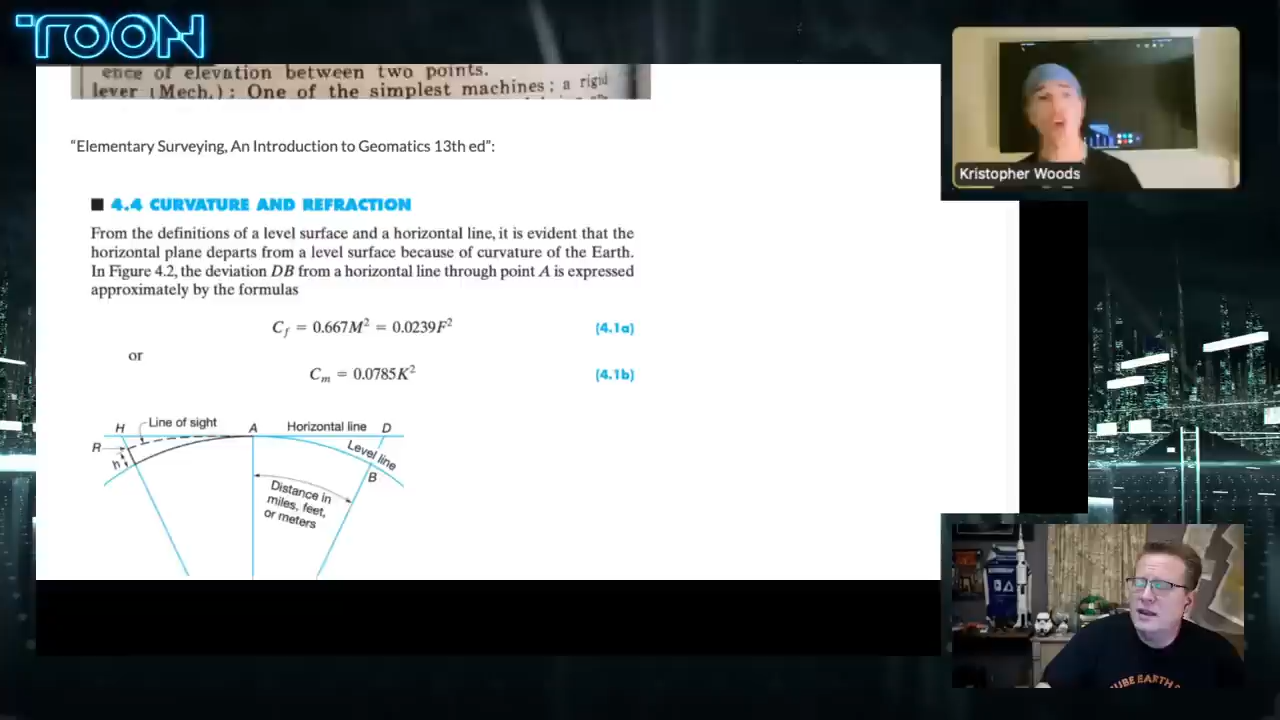 TOON
ence of elevation between two points.
lever (Mech.): One of the simplest machines; a rigid
Kristopher Woods
"Elementary Surveying, An Introduction to Geomatics 13th ed":
■ 4.4 CURVATURE AND REFRACTION
From the definitions of a level surface and a horizontal line, it is evident that the
horizontal plane departs from a level surface because of curvature of the Earth.
In Figure 4.2, the deviation DB from a horizontal line through point A is expressed
approximately by the formulas
C_f = 0.667M² = 0.0239F² (4.1a)
or
C_m = 0.0785K² (4.1b)
H Line of sight A Horizontal line D
R
h
Level line
B
Distance in
miles, feet,
or meters
UBE EARTH